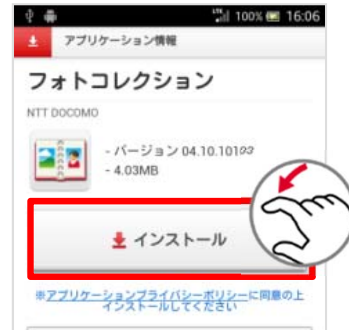 LTE 100% 16:06
アプリケーション情報
フォトコレクション
NTT DOCOMO
- バージョン 04.10.10103
- 4.03MB
インストール
※アプリケーションプライバシーポリシーに同意の上
インストールしてください